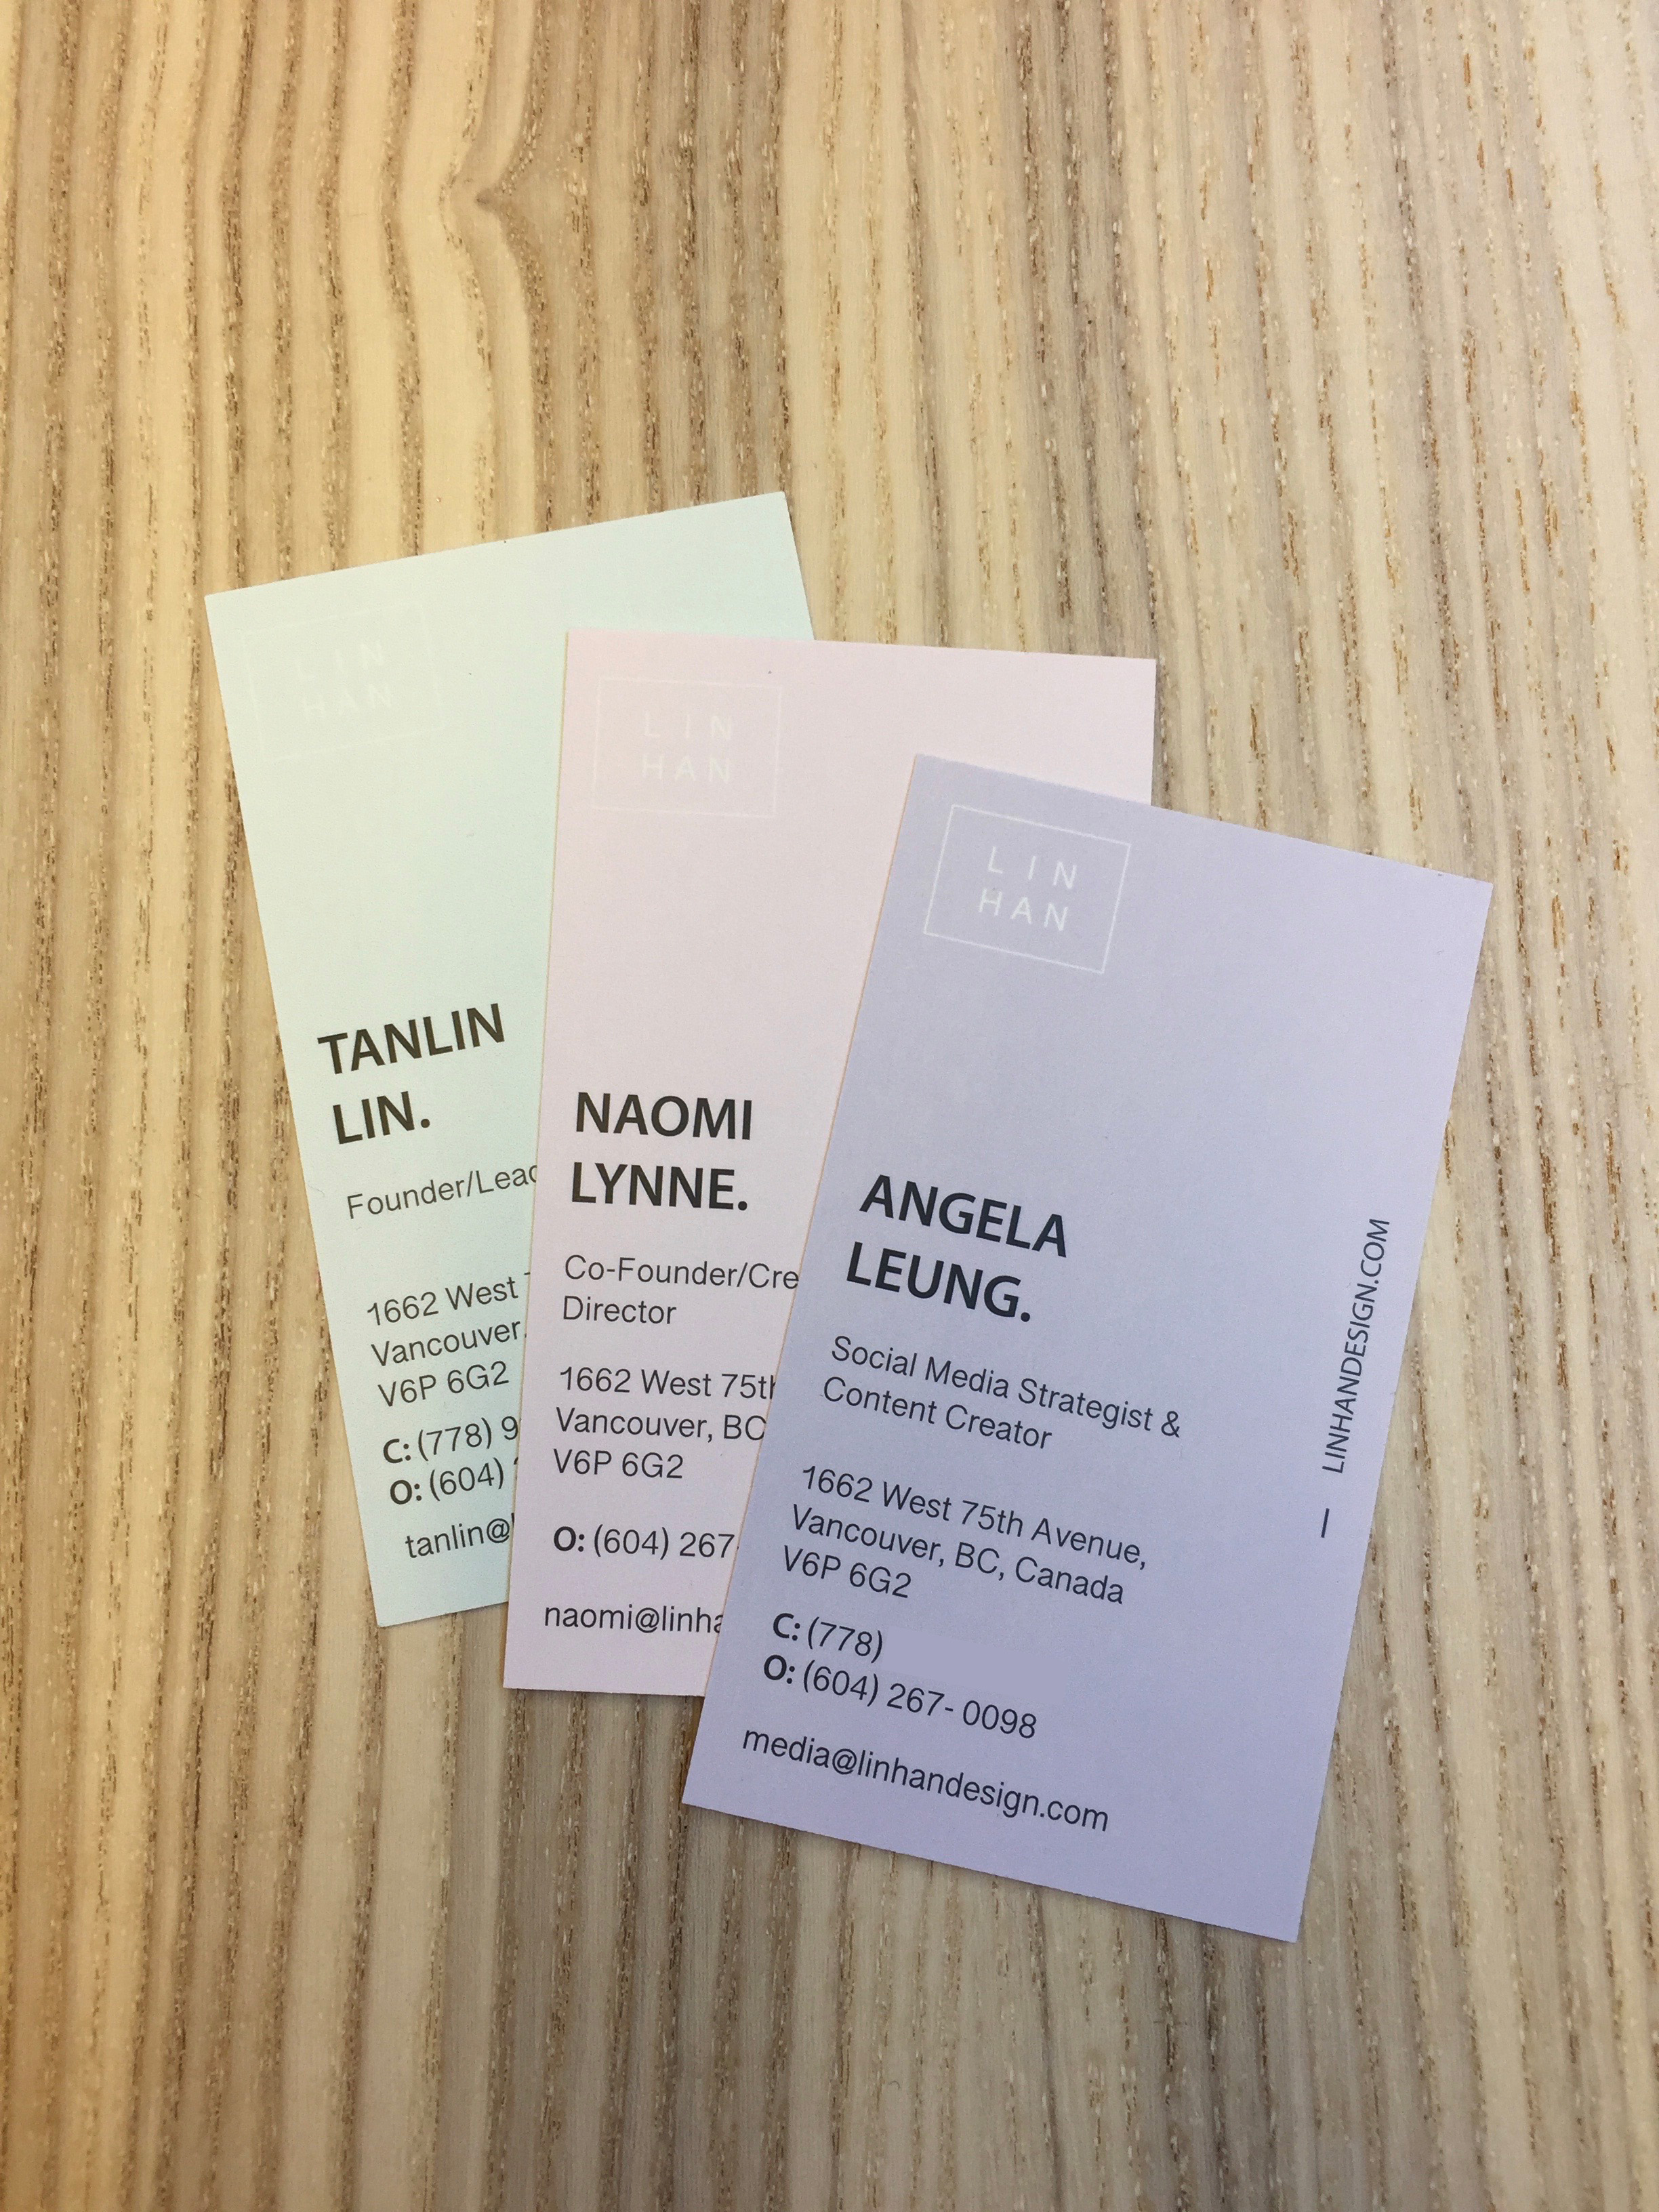 LIN
HAN
TANLIN
LIN.
Founder/Lead
1662 West
Vancouver,
V6P 6G2
C: (778) 9
O: (604)
tanlin@
LIN
HAN
NAOMI
LYNNE.
Co-Founder/Cre
Director
1662 West 75th
Vancouver, BC
V6P 6G2
O: (604) 267
naomi@linha
LIN
HAN
ANGELA
LEUNG.
Social Media Strategist &
Content Creator
1662 West 75th Avenue,
Vancouver, BC, Canada
V6P 6G2
C: (778)
O: (604) 267- 0098
media@linhandesign.com
— LINHANDESIGN.COM